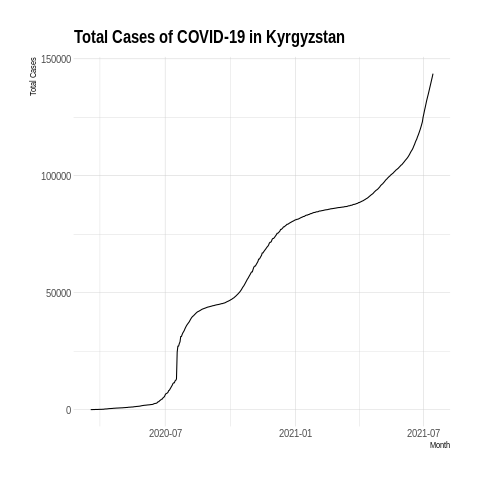 Total Cases of COVID-19 in Kyrgyzstan
Total Cases
150000
100000
50000
0
2020-07 2021-01 2021-07
Month